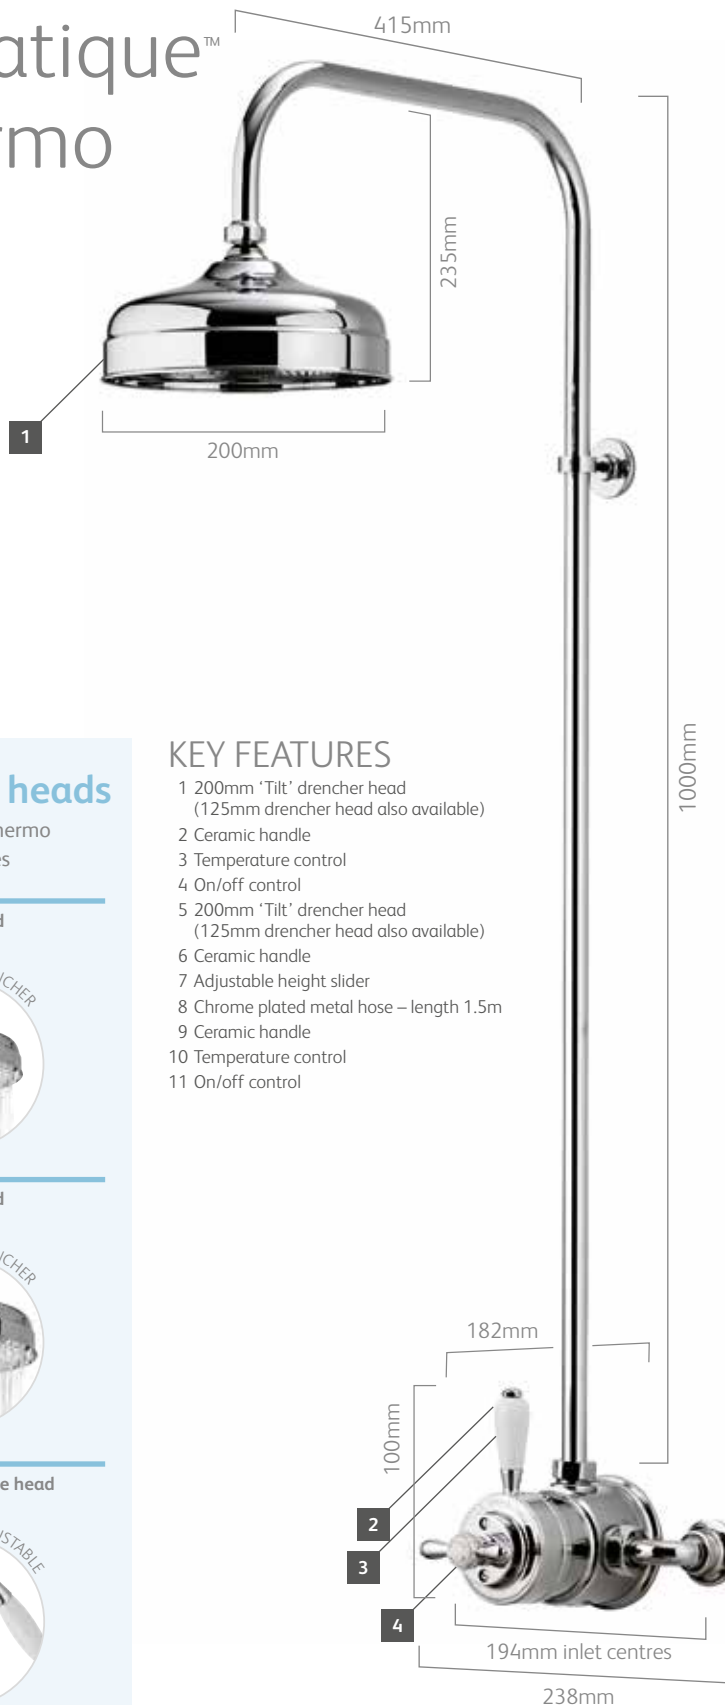 atique™
rmo
415mm
235mm
1
200mm
1000mm
heads
KEY FEATURES
1 200mm ‘Tilt’ drencher head
(125mm drencher head also available)
2 Ceramic handle
3 Temperature control
4 On/off control
5 200mm ‘Tilt’ drencher head
(125mm drencher head also available)
6 Ceramic handle
7 Adjustable height slider
8 Chrome plated metal hose – length 1.5m
9 Ceramic handle
10 Temperature control
11 On/off control
e head
182mm
100mm
2
3
4
194mm inlet centres
238mm